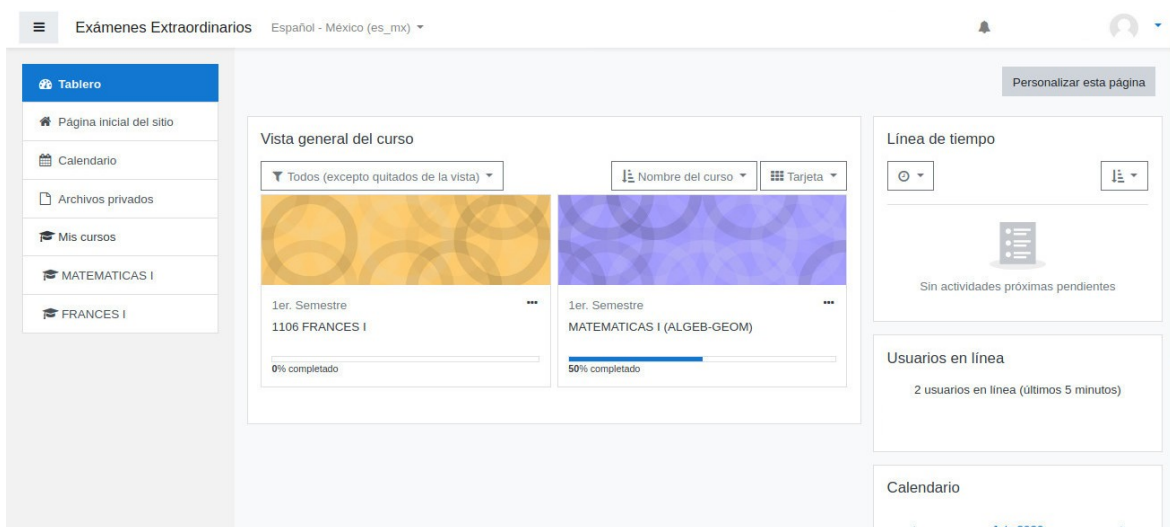 Exámenes Extraordinarios Español - México (es_mx)
Tablero
Página inicial del sitio
Calendario
Archivos privados
Mis cursos
MATEMATICAS I
FRANCES I
Personalizar esta página
Vista general del curso
Todos (excepto quitados de la vista) Nombre del curso Tarjeta
1er. Semestre
1106 FRANCES I
0% completado
1er. Semestre
MATEMATICAS I (ALGEB-GEOM)
50% completado
Línea de tiempo
Sin actividades próximas pendientes
Usuarios en línea
2 usuarios en línea (últimos 5 minutos)
Calendario